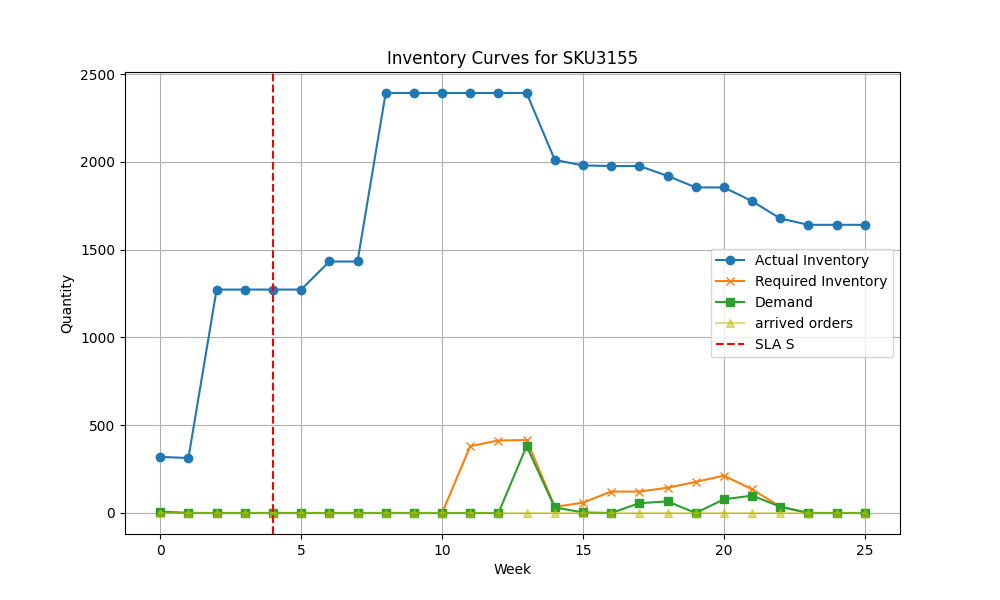 Inventory Curves for SKU3155
Quantity
2500
2000
1500
1000
500
0
Actual Inventory
Required Inventory
Demand
arrived orders
SLA S
0 5 10 15 20 25
Week